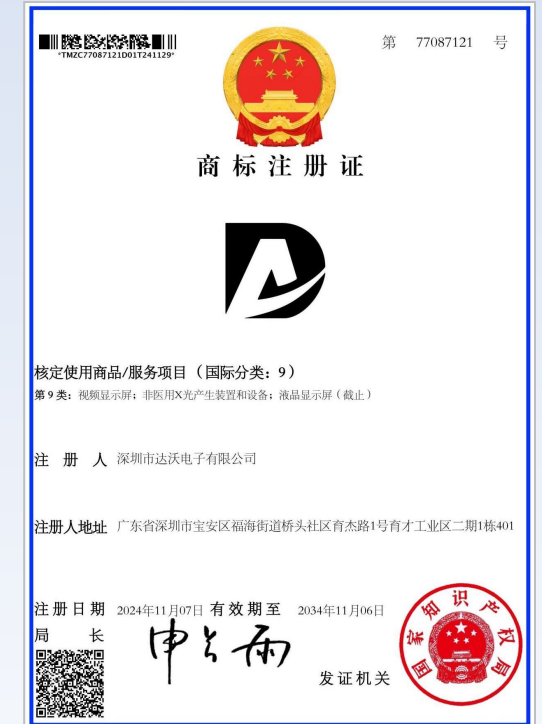 第 77087121 号
*TMZC77087121D01T241129*
商标注册证
DA
核定使用商品/服务项目（国际分类：9）
第9类：视频显示屏；非医用X光产生装置和设备；液晶显示屏（截止）
注册人 深圳市达沃电子有限公司
注册人地址 广东省深圳市宝安区福海街道桥头社区育杰路1号育才工业区二期1栋401
注册日期 2024年11月07日 有效期至 2034年11月06日
局长 申长雨
发证机关
国家知识产权局